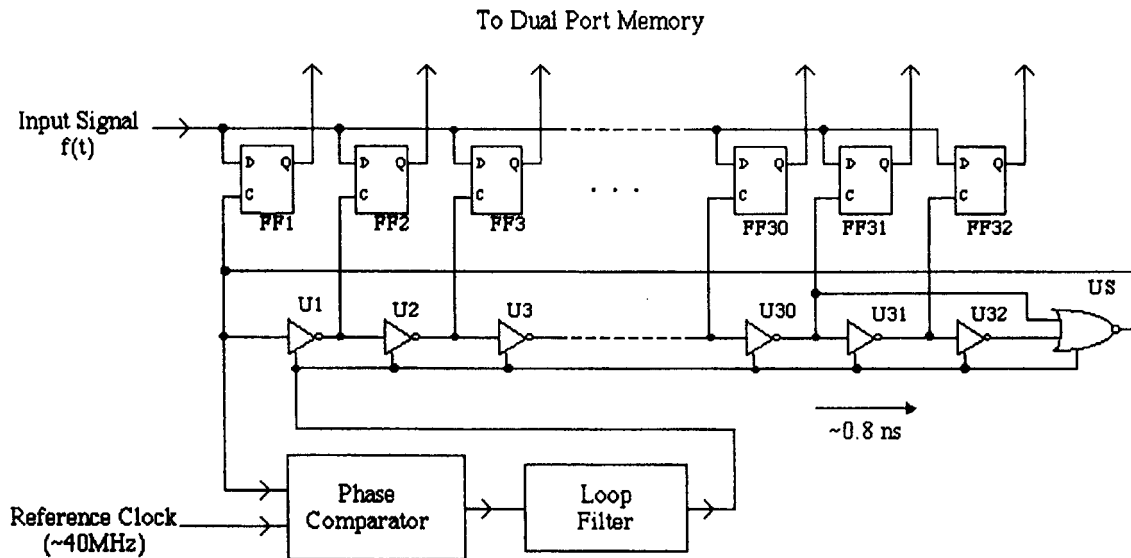 To Dual Port Memory
Input Signal
f(t)
D Q
C
FF1
D Q
C
FF2
D Q
C
FF3
. . .
D Q
C
FF30
D Q
C
FF31
D Q
C
FF32
U1
U2
U3
U30
U31
U32
US
~0.8 ns
Phase
Comparator
Loop
Filter
Reference Clock
(~40MHz)